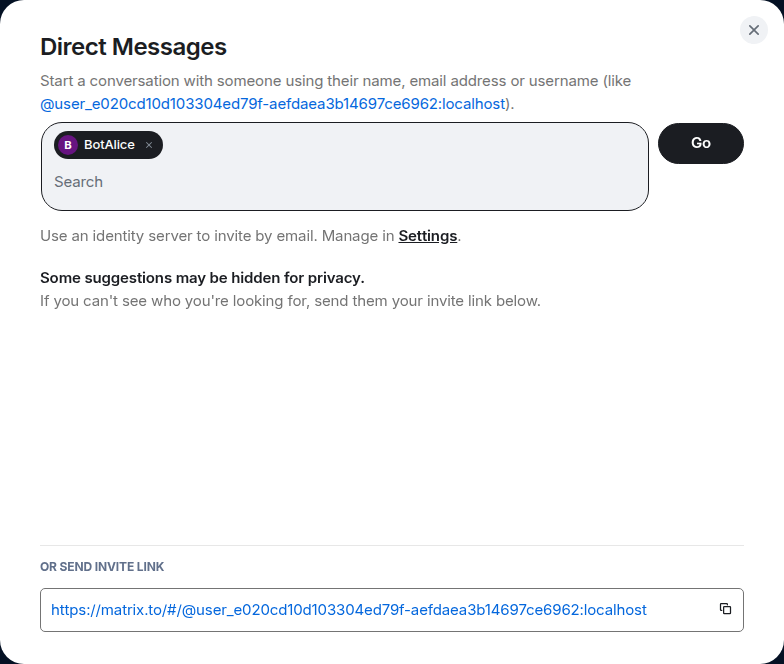 Direct Messages
Start a conversation with someone using their name, email address or username (like
@user_e020cd10d103304ed79f-aefdaea3b14697ce6962:localhost).
B BotAlice
Go
Search
Use an identity server to invite by email. Manage in Settings.
Some suggestions may be hidden for privacy.
If you can't see who you're looking for, send them your invite link below.
OR SEND INVITE LINK
https://matrix.to/#/@user_e020cd10d103304ed79f-aefdaea3b14697ce6962:localhost